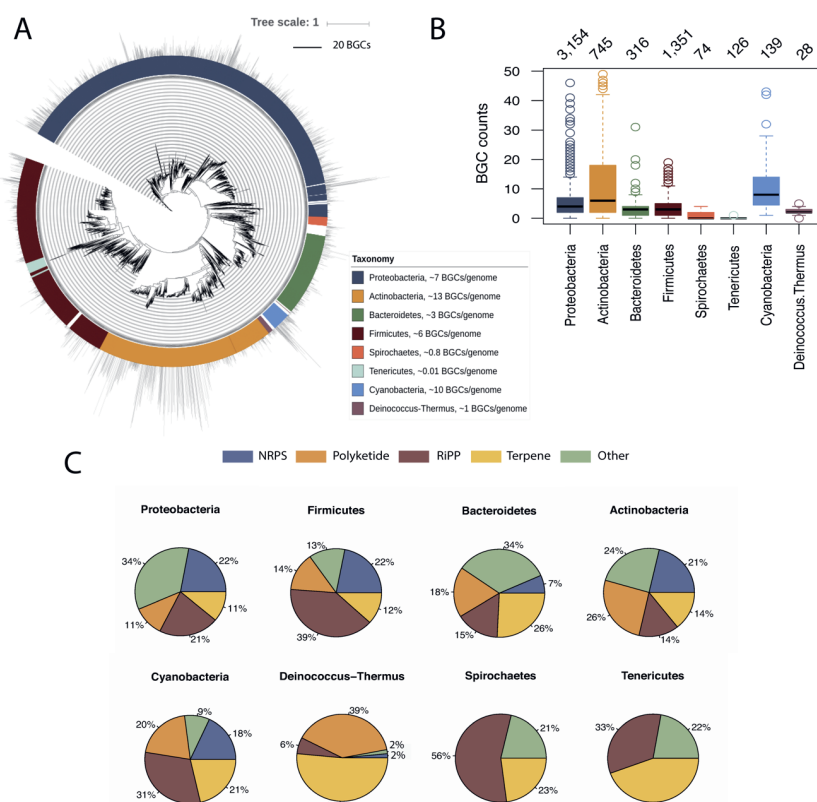 A
Tree scale: 1
20 BGCs
Taxonomy
Proteobacteria, ~7 BGCs/genome
Actinobacteria, ~13 BGCs/genome
Bacteroidetes, ~3 BGCs/genome
Firmicutes, ~6 BGCs/genome
Spirochaetes, ~0.8 BGCs/genome
Tenericutes, ~0.01 BGCs/genome
Cyanobacteria, ~10 BGCs/genome
Deinococcus-Thermus, ~1 BGCs/genome
B
3,154 745 316 1,351 74 126 139 28
BGC counts
50
40
30
20
10
0
Proteobacteria
Actinobacteria
Bacteroidetes
Firmicutes
Spirochaetes
Tenericutes
Cyanobacteria
Deinococcus.Thermus
C
NRPS Polyketide RiPP Terpene Other
Proteobacteria
34% 22% 11% 21% 11%
Firmicutes
13% 22% 14% 12% 39%
Bacteroidetes
34% 7% 18% 15% 26%
Actinobacteria
24% 21% 26% 14% 14%
Cyanobacteria
9% 20% 18% 31% 21%
Deinococcus−Thermus
39% 6% 2% 2%
Spirochaetes
21% 56% 23%
Tenericutes
33% 22%